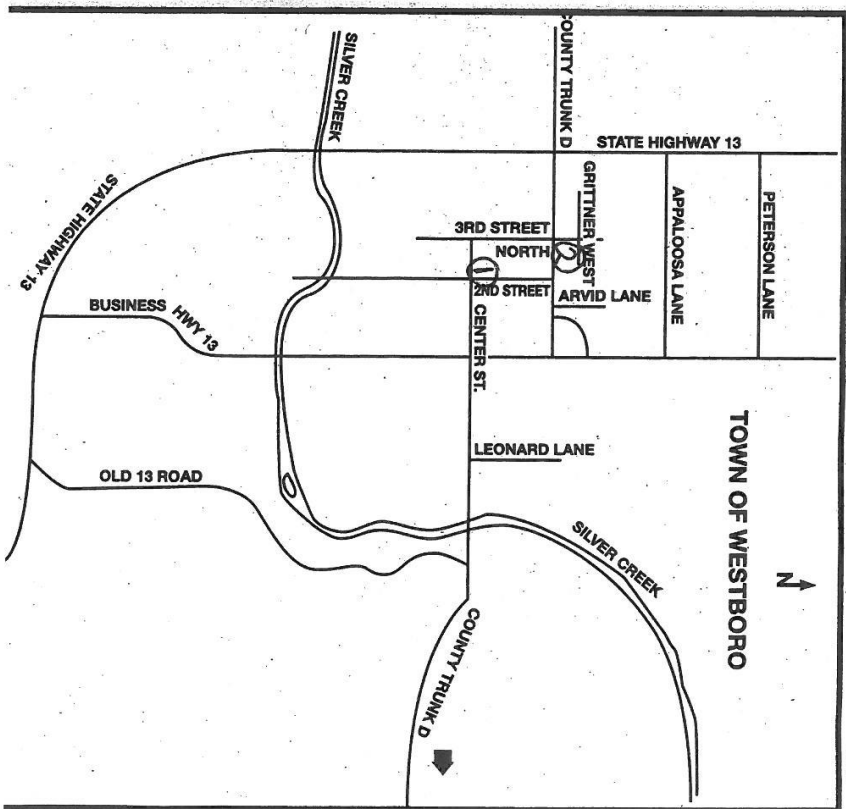 SILVER CREEK
COUNTY TRUNK D
STATE HIGHWAY 13
STATE HIGHWAY 13
GRITTNER WEST
APPALOOSA LANE
PETERSON LANE
3RD STREET
NORTH
2
1
2ND STREET
ARVID LANE
BUSINESS HWY 13
CENTER ST.
LEONARD LANE
TOWN OF WESTBORO
OLD 13 ROAD
SILVER CREEK
N
COUNTY TRUNK D